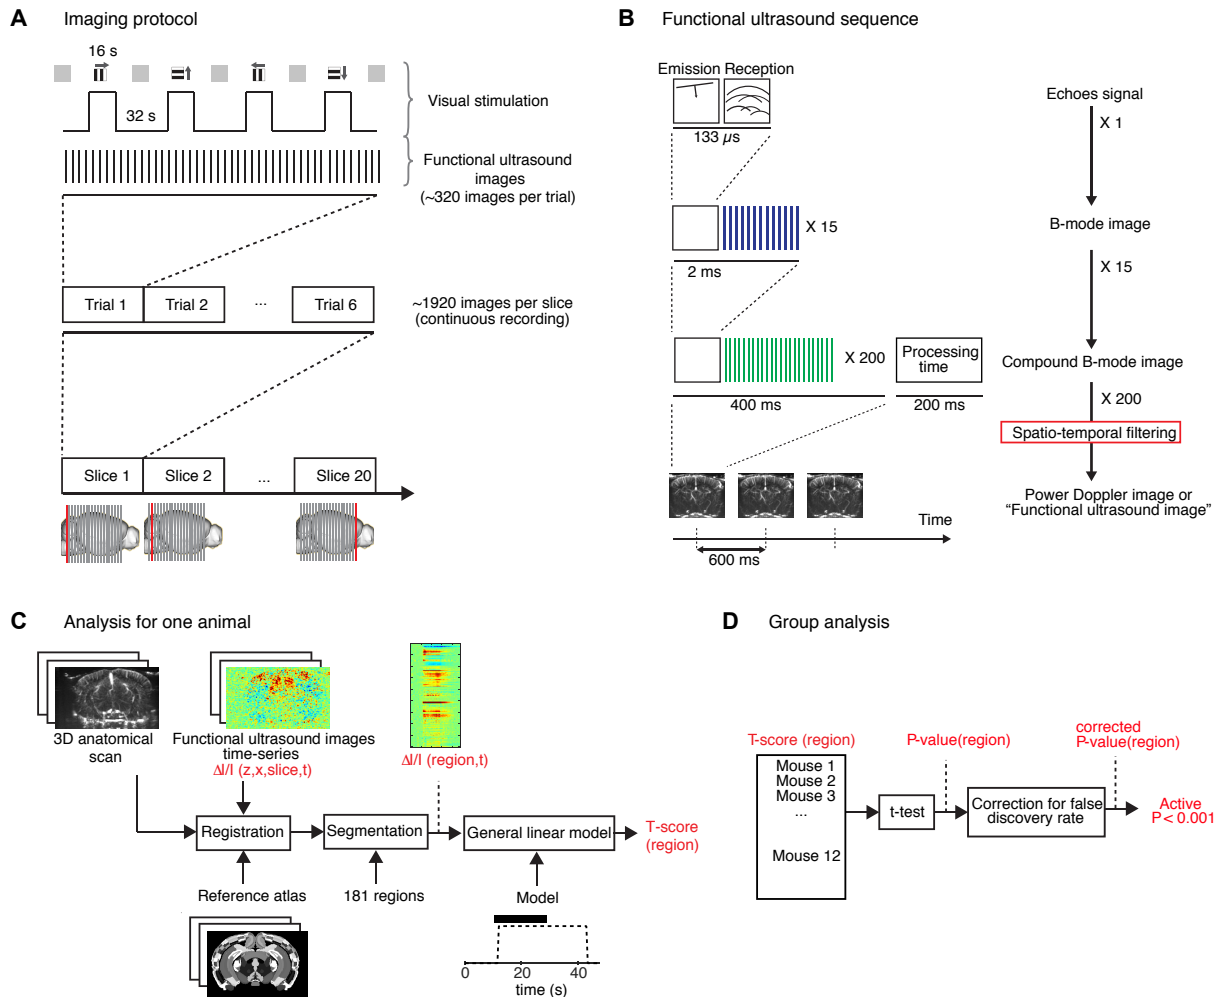 A
Imaging protocol
16 s
32 s
Visual stimulation
Functional ultrasound
images
(~320 images per trial)
Trial 1
Trial 2
...
Trial 6
~1920 images per slice
(continuous recording)
Slice 1
Slice 2
...
Slice 20
B
Functional ultrasound sequence
Emission
Reception
133 µs
X 15
2 ms
X 200
Processing
time
400 ms
200 ms
Time
600 ms
Echoes signal
X 1
B-mode image
X 15
Compound B-mode image
X 200
Spatio-temporal filtering
Power Doppler image or
“Functional ultrasound image”
C
Analysis for one animal
3D anatomical
scan
Functional ultrasound images
time-series
ΔI/I (z,x,slice,t)
ΔI/I (region,t)
Registration
Segmentation
General linear model
T-score
(region)
Reference atlas
181 regions
Model
0
20
40
time (s)
D
Group analysis
T-score (region)
P-value(region)
corrected
P-value(region)
Mouse 1
Mouse 2
Mouse 3
...
Mouse 12
t-test
Correction for false
discovery rate
Active
P< 0.001